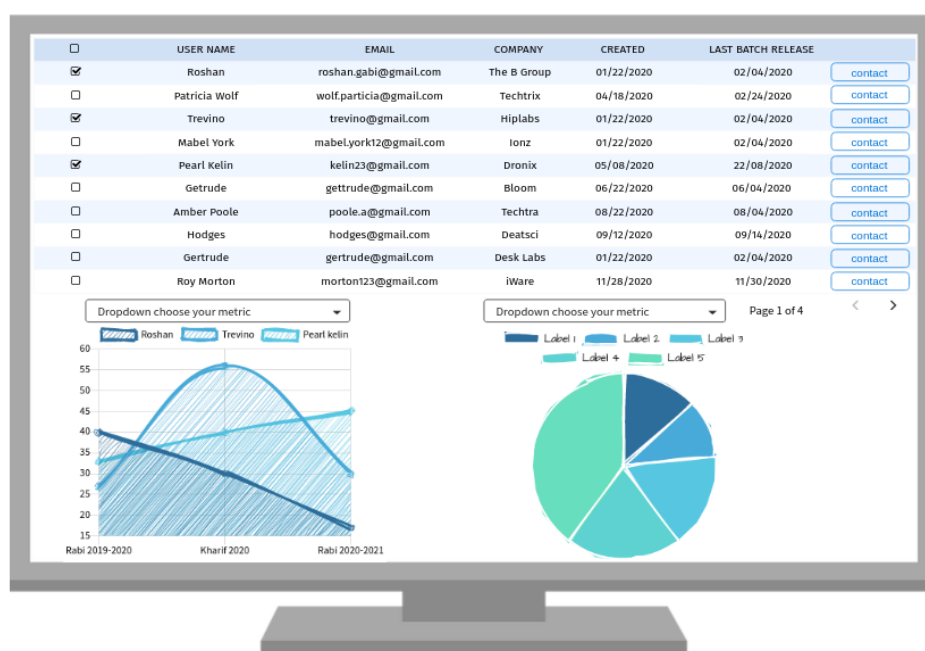 USER NAME EMAIL COMPANY CREATED LAST BATCH RELEASE
Roshan roshan.gabi@gmail.com The B Group 01/22/2020 02/04/2020 contact
Patricia Wolf wolf.particia@gmail.com Techtrix 04/18/2020 02/24/2020 contact
Trevino trevino@gmail.com Hiplabs 01/22/2020 02/04/2020 contact
Mabel York mabel.york12@gmail.com Ionz 01/22/2020 02/04/2020 contact
Pearl Kelin kelin23@gmail.com Dronix 05/08/2020 22/08/2020 contact
Getrude gettrude@gmail.com Bloom 06/22/2020 06/04/2020 contact
Amber Poole poole.a@gmail.com Techtra 08/22/2020 08/04/2020 contact
Hodges hodges@gmail.com Deatsci 09/12/2020 09/14/2020 contact
Gertrude gertrude@gmail.com Desk Labs 01/22/2020 02/04/2020 contact
Roy Morton morton123@gmail.com iWare 11/28/2020 11/30/2020 contact
Dropdown choose your metric Dropdown choose your metric Page 1 of 4 < >
Roshan Trevino Pearl kelin
60
55
50
45
40
35
30
25
20
15
Rabi 2019-2020 Kharif 2020 Rabi 2020-2021
Label 1 Label 2 Label 3
Label 4 Label 5